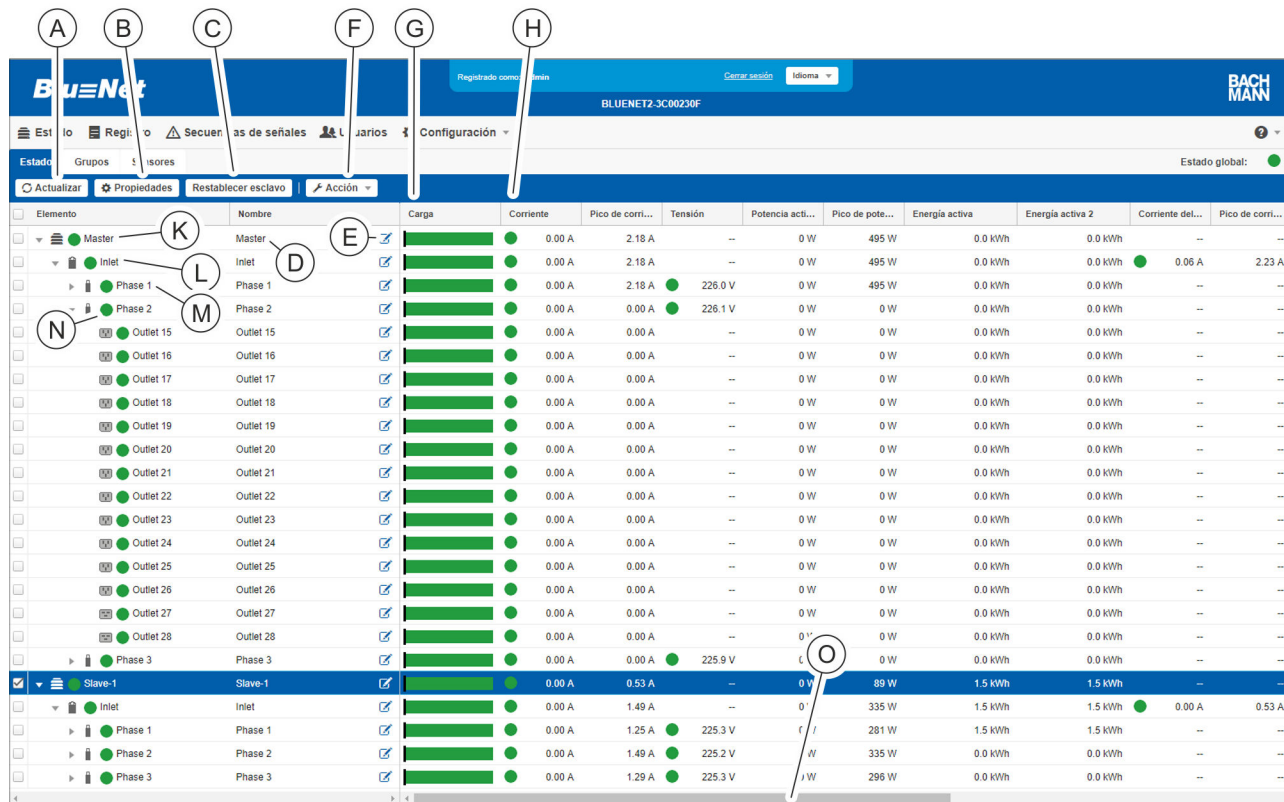 A B C F G H
Blu≡Net Registrado como: admin Cerrar sesión Idioma BACH
MANN
BLUENET2-3C00230F
Estado Registro Secuencias de señales Usuarios Configuración ?
Estado Grupos Sensores Estado global:
Actualizar Propiedades Restablecer esclavo | Acción
Elemento Nombre Carga Corriente Pico de corri... Tensión Potencia acti... Pico de pote... Energía activa Energía activa 2 Corriente del... Pico de corri...
Master K Master E 0.00 A 2.18 A -- 0 W 495 W 0.0 kWh 0.0 kWh -- --
Inlet L Inlet D 0.00 A 2.18 A -- 0 W 495 W 0.0 kWh 0.0 kWh 0.06 A 2.23 A
Phase 1 M Phase 1 0.00 A 2.18 A 226.0 V 0 W 495 W 0.0 kWh 0.0 kWh -- --
N Phase 2 Phase 2 0.00 A 0.00 A 226.1 V 0 W 0 W 0.0 kWh 0.0 kWh -- --
Outlet 15 Outlet 15 0.00 A 0.00 A -- 0 W 0 W 0.0 kWh 0.0 kWh -- --
Outlet 16 Outlet 16 0.00 A 0.00 A -- 0 W 0 W 0.0 kWh 0.0 kWh -- --
Outlet 17 Outlet 17 0.00 A 0.00 A -- 0 W 0 W 0.0 kWh 0.0 kWh -- --
Outlet 18 Outlet 18 0.00 A 0.00 A -- 0 W 0 W 0.0 kWh 0.0 kWh -- --
Outlet 19 Outlet 19 0.00 A 0.00 A -- 0 W 0 W 0.0 kWh 0.0 kWh -- --
Outlet 20 Outlet 20 0.00 A 0.00 A -- 0 W 0 W 0.0 kWh 0.0 kWh -- --
Outlet 21 Outlet 21 0.00 A 0.00 A -- 0 W 0 W 0.0 kWh 0.0 kWh -- --
Outlet 22 Outlet 22 0.00 A 0.00 A -- 0 W 0 W 0.0 kWh 0.0 kWh -- --
Outlet 23 Outlet 23 0.00 A 0.00 A -- 0 W 0 W 0.0 kWh 0.0 kWh -- --
Outlet 24 Outlet 24 0.00 A 0.00 A -- 0 W 0 W 0.0 kWh 0.0 kWh -- --
Outlet 25 Outlet 25 0.00 A 0.00 A -- 0 W 0 W 0.0 kWh 0.0 kWh -- --
Outlet 26 Outlet 26 0.00 A 0.00 A -- 0 W 0 W 0.0 kWh 0.0 kWh -- --
Outlet 27 Outlet 27 0.00 A 0.00 A -- 0 W 0 W 0.0 kWh 0.0 kWh -- --
Outlet 28 Outlet 28 0.00 A 0.00 A -- 0 W 0 W 0.0 kWh 0.0 kWh -- --
Phase 3 Phase 3 0.00 A 0.00 A 225.9 V O 0 W 0.0 kWh 0.0 kWh -- --
Slave-1 Slave-1 0.00 A 0.53 A -- 0 W 89 W 1.5 kWh 1.5 kWh -- --
Inlet Inlet 0.00 A 1.49 A -- 0 335 W 1.5 kWh 1.5 kWh 0.00 A 0.53 A
Phase 1 Phase 1 0.00 A 1.25 A 225.3 V 281 W 1.5 kWh 1.5 kWh -- --
Phase 2 Phase 2 0.00 A 1.49 A 225.2 V W 335 W 0.0 kWh 0.0 kWh -- --
Phase 3 Phase 3 0.00 A 1.29 A 225.3 V W 296 W 0.0 kWh 0.0 kWh -- --